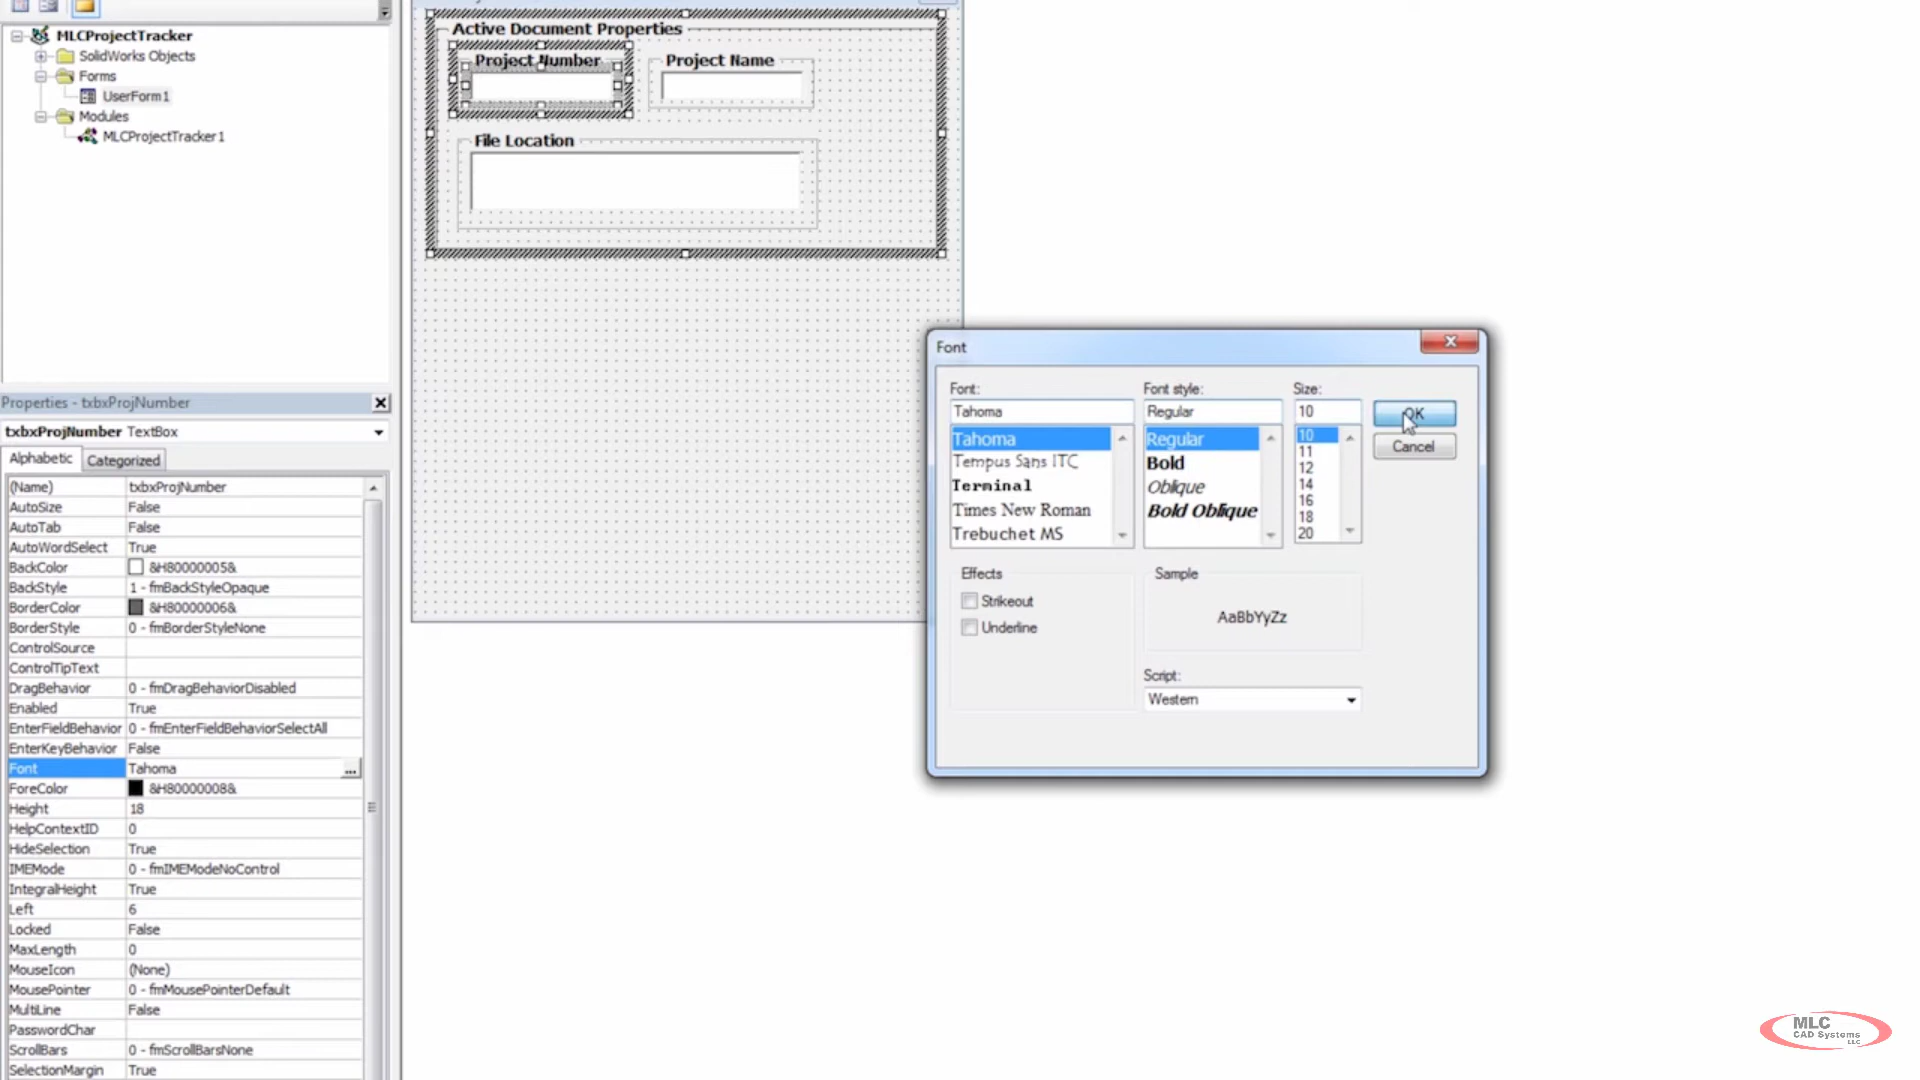 MLCProjectTracker
SolidWorks Objects
Forms
UserForm1
Modules
MLCProjectTracker1
Properties - txbxProjNumber
txbxProjNumber TextBox
Alphabetic Categorized
(Name) txbxProjNumber
AutoSize False
AutoTab False
AutoWordSelect True
BackColor &H80000005&
BackStyle 1 - fmBackStyleOpaque
BorderColor &H80000006&
BorderStyle 0 - fmBorderStyleNone
ControlSource
ControlTipText
DragBehavior 0 - fmDragBehaviorDisabled
Enabled True
EnterFieldBehavior 0 - fmEnterFieldBehaviorSelectAll
EnterKeyBehavior False
Font Tahoma ...
ForeColor &H80000008&
Height 18
HelpContextID 0
HideSelection True
IMEMode 0 - fmIMEModeNoControl
IntegralHeight True
Left 6
Locked False
MaxLength 0
MouseIcon (None)
MousePointer 0 - fmMousePointerDefault
MultiLine False
PasswordChar
ScrollBars 0 - fmScrollBarsNone
SelectionMargin True
Active Document Properties
Project Number Project Name
File Location
Font
Font: Font style: Size:
Tahoma Regular 10 OK
Tahoma Regular 10
Cancel
Tempus Sans ITC Bold 11
Terminal Oblique 12
Times New Roman Bold Oblique 14
Trebuchet MS 16
18
20
Effects Sample
Strikeout
Underline
AaBbYyZz
Script:
Western
MLC
CAD Systems
LLC